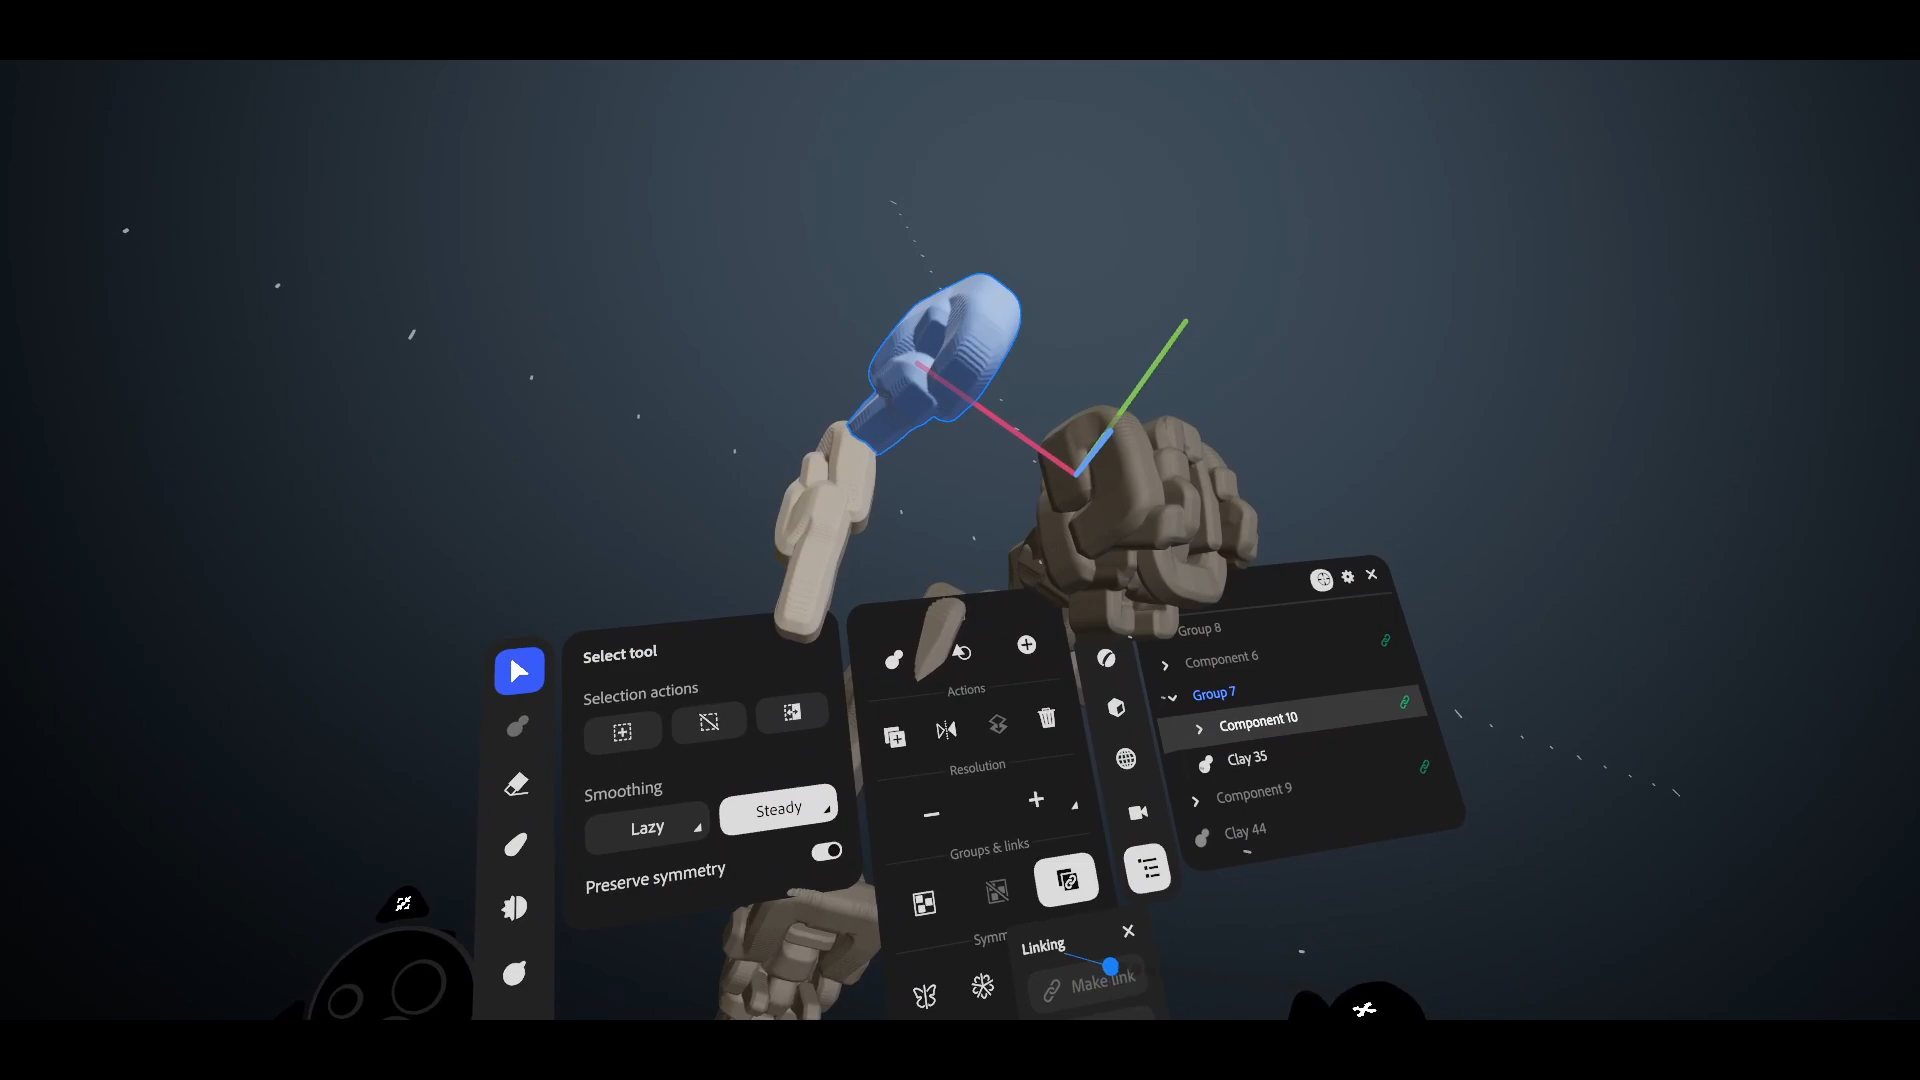 Select tool
Selection actions
Smoothing
Lazy
Steady
Preserve symmetry
Actions
Resolution
Groups & links
Linking
Make link
Group 8
Component 6
Group 7
Component 10
Clay 35
Component 9
Clay 44